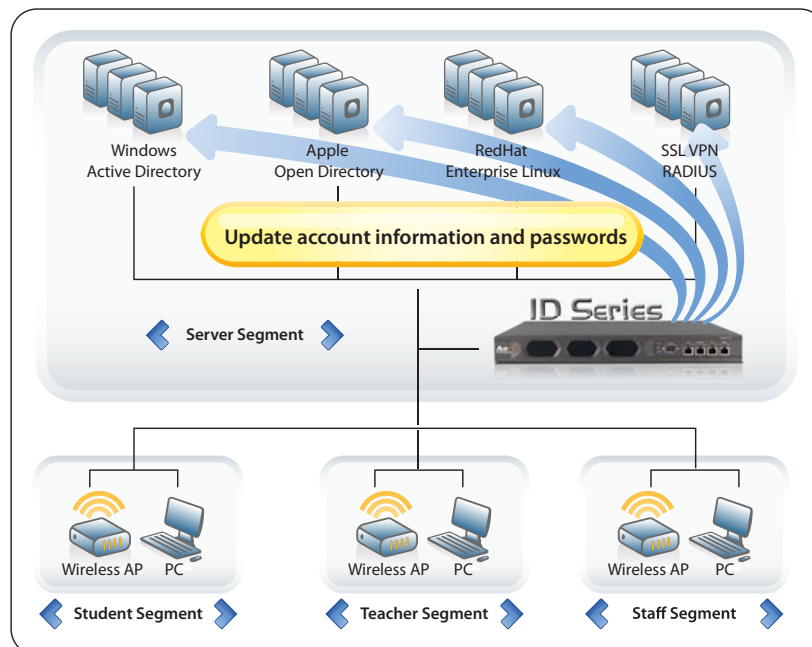 Windows
Active Directory
Apple
Open Directory
RedHat
Enterprise Linux
SSL VPN
RADIUS
Update account information and passwords
ID Series
Server Segment
Wireless AP PC
Wireless AP PC
Wireless AP PC
Student Segment
Teacher Segment
Staff Segment